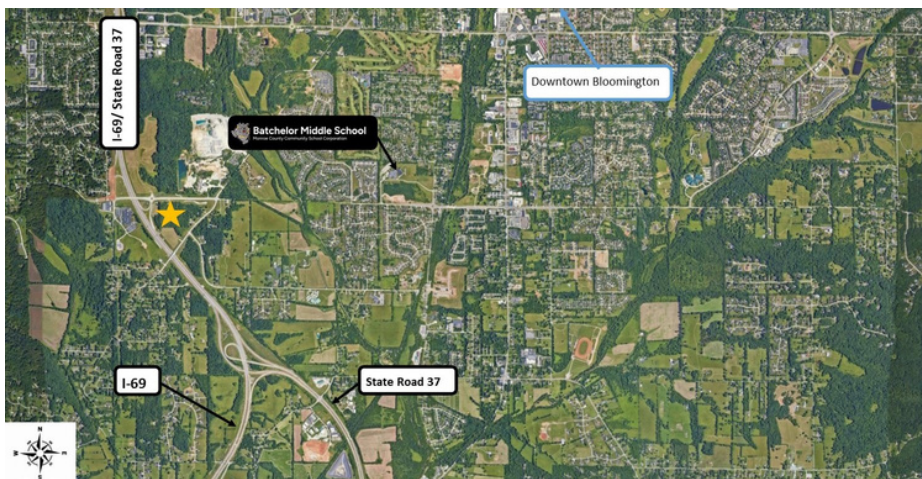 I-69/ State Road 37
Downtown Bloomington
Batchelor Middle School
Monroe County Community School Corporation
I-69
State Road 37
N
W
E
S